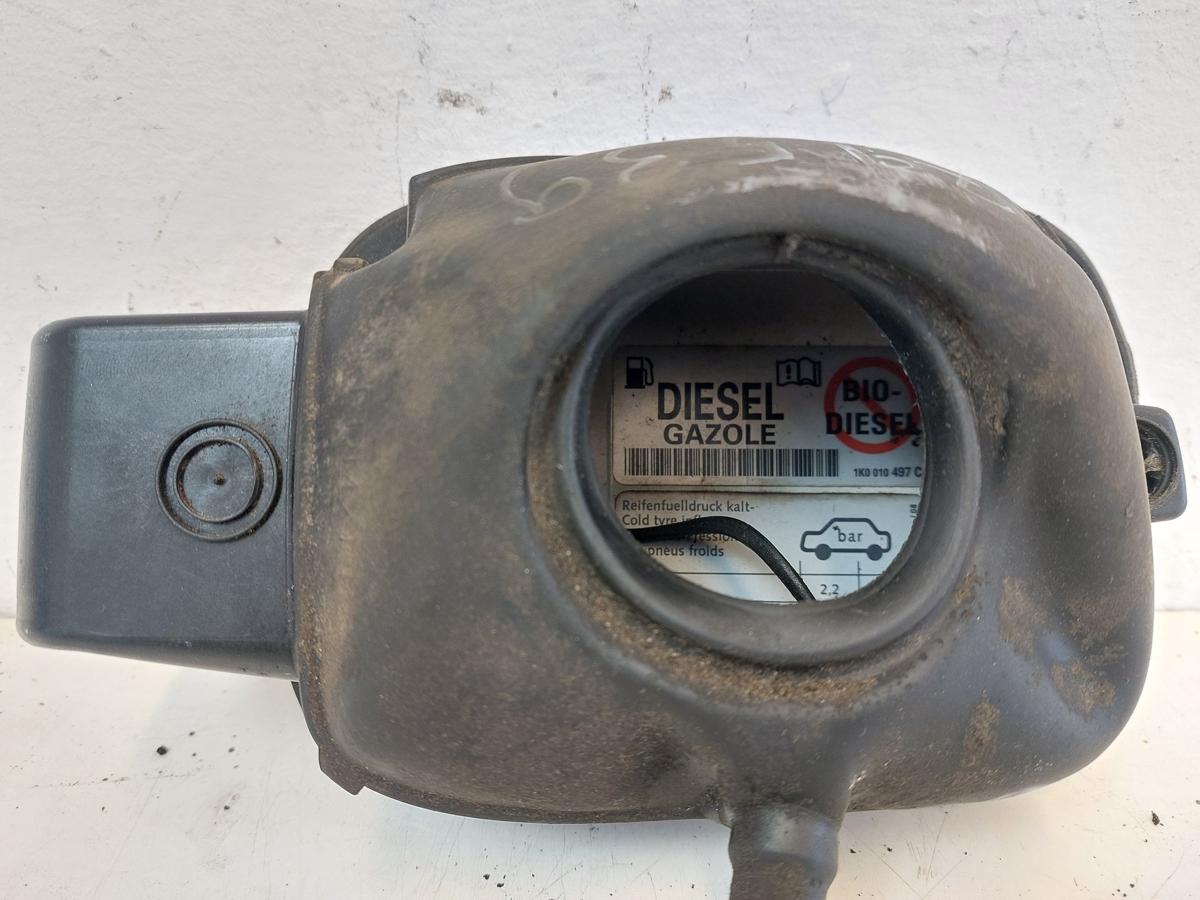 DIESEL
GAZOLE
BIO-
DIESEL
1K0 010 497 C
Reifenfuelldruck kalt-
Cold tyre
pneus froids
bar
2,2